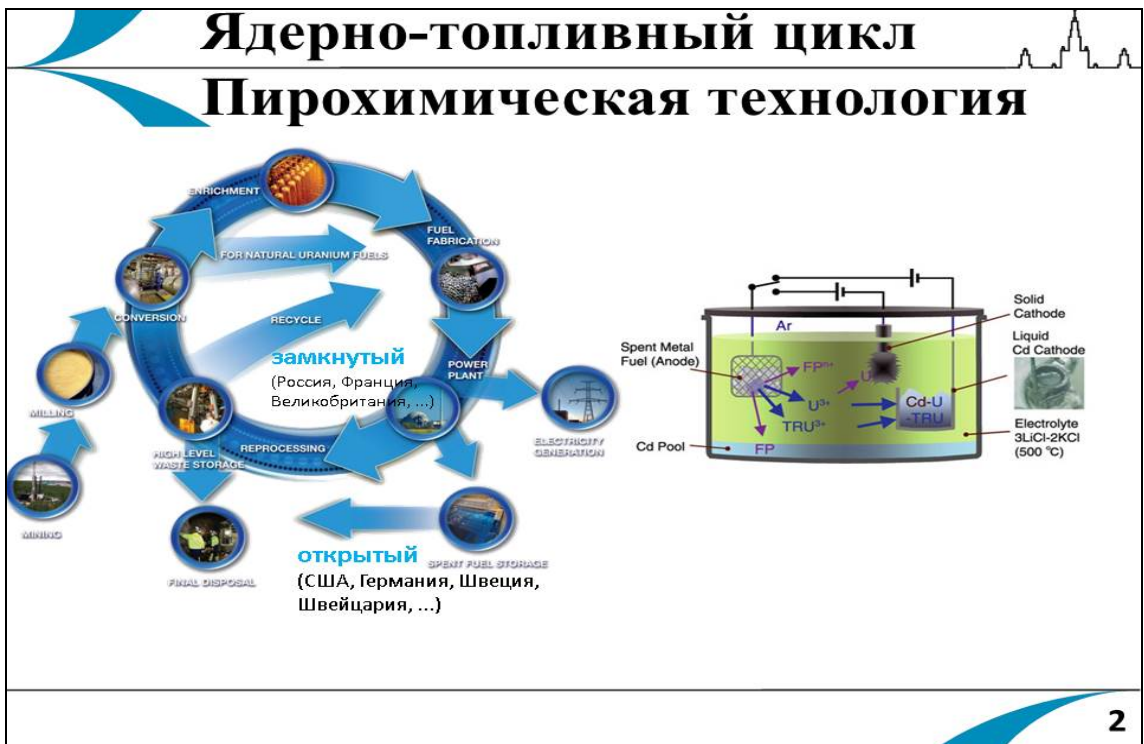 Ядерно-топливный цикл
Пирохимическая технология
ENRICHMENT
FUEL
FABRICATION
FOR NATURAL URANIUM FUELS
CONVERSION
RECYCLE
замкнутый
(Россия, Франция,
Великобритания, ...)
POWER
PLANT
MILLING
HIGH LEVEL
WASTE STORAGE
REPROCESSING
ELECTRICITY
GENERATION
MINING
открытый
SPENT FUEL STORAGE
FINAL DISPOSAL
(США, Германия, Швеция,
Швейцария, ...)
Ar
Solid
Cathode
Spent Metal
Fuel (Anode)
Liquid
Cd Cathode
FPⁿ⁺
U
U³⁺
TRU³⁺
Cd-U
-TRU
Electrolyte
3LiCl-2KCl
(500 °C)
Cd Pool
FP
2